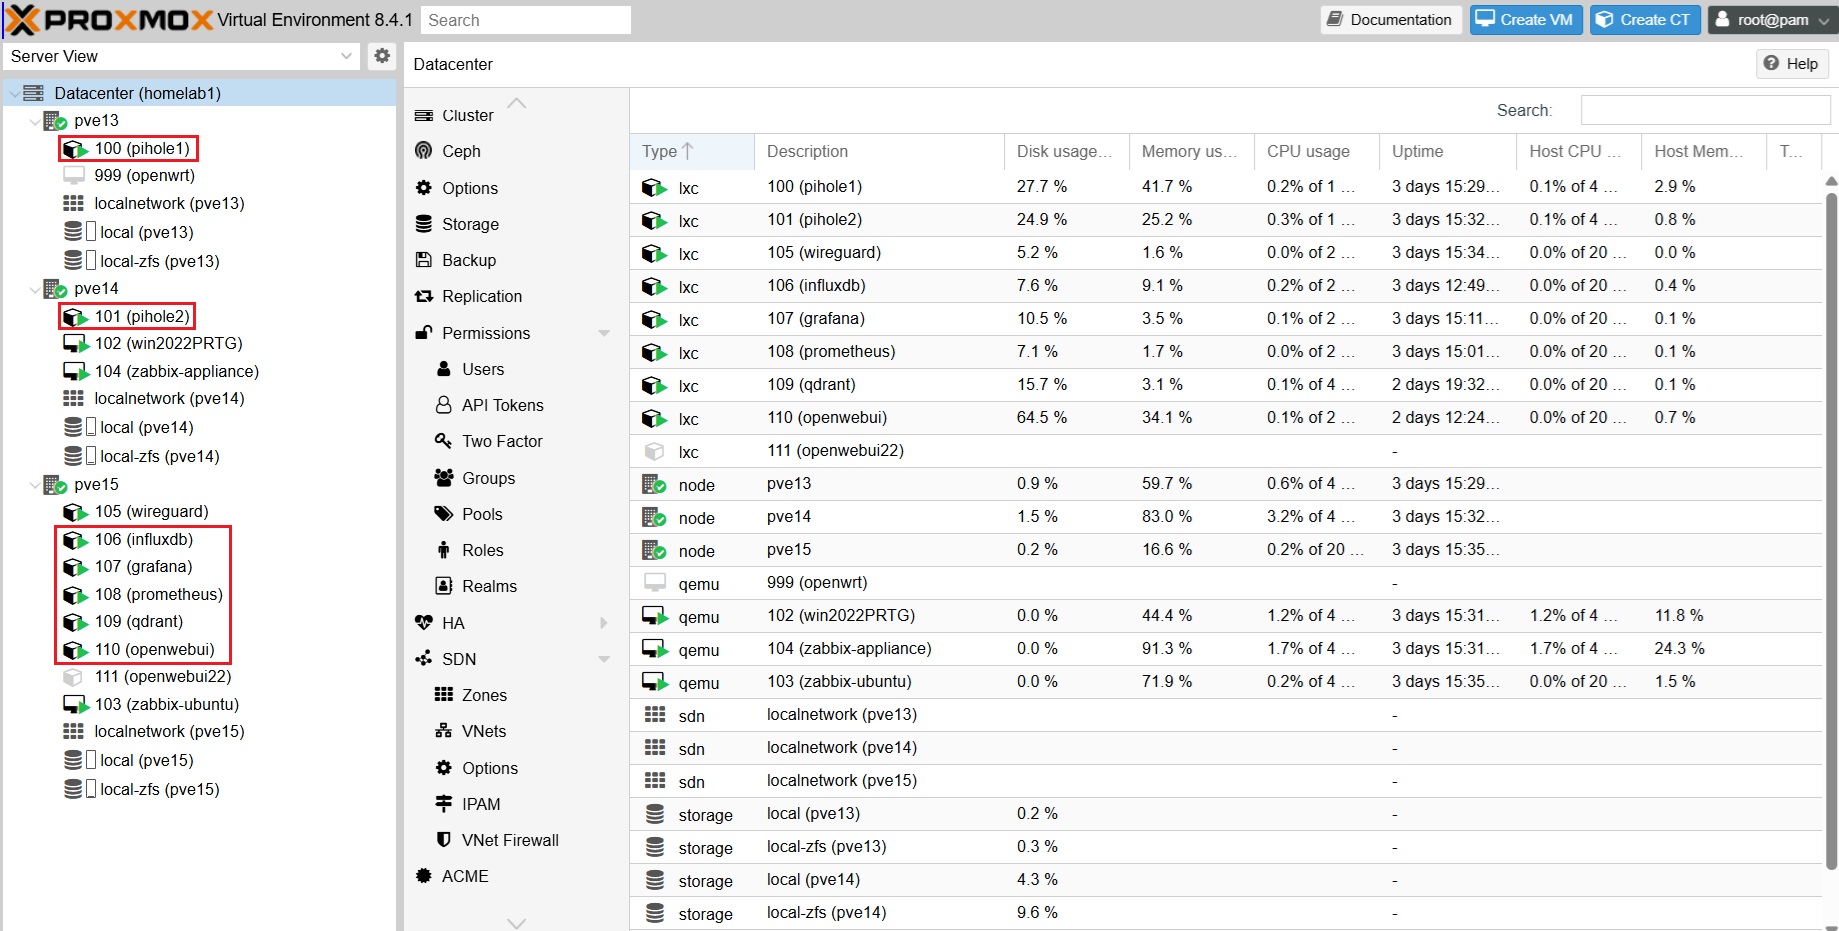 PROXMOX Virtual Environment 8.4.1 Search Documentation Create VM Create CT root@pam
Server View
Datacenter (homelab1)
pve13
100 (pihole1)
999 (openwrt)
localnetwork (pve13)
local (pve13)
local-zfs (pve13)
pve14
101 (pihole2)
102 (win2022PRTG)
104 (zabbix-appliance)
localnetwork (pve14)
local (pve14)
local-zfs (pve14)
pve15
105 (wireguard)
106 (influxdb)
107 (grafana)
108 (prometheus)
109 (qdrant)
110 (openwebui)
111 (openwebui22)
103 (zabbix-ubuntu)
localnetwork (pve15)
local (pve15)
local-zfs (pve15)
Datacenter Help
Cluster
Ceph
Options
Storage
Backup
Replication
Permissions
Users
API Tokens
Two Factor
Groups
Pools
Roles
Realms
HA
SDN
Zones
VNets
Options
IPAM
VNet Firewall
ACME
Search:
Type Description Disk usage... Memory us... CPU usage Uptime Host CPU ... Host Mem... T...
lxc 100 (pihole1) 27.7 % 41.7 % 0.2% of 1 ... 3 days 15:29... 0.1% of 4 ... 2.9 %
lxc 101 (pihole2) 24.9 % 25.2 % 0.3% of 1 ... 3 days 15:32... 0.1% of 4 ... 0.8 %
lxc 105 (wireguard) 5.2 % 1.6 % 0.0% of 2 ... 3 days 15:34... 0.0% of 20 ... 0.0 %
lxc 106 (influxdb) 7.6 % 9.1 % 0.2% of 2 ... 3 days 12:49... 0.0% of 20 ... 0.4 %
lxc 107 (grafana) 10.5 % 3.5 % 0.1% of 2 ... 3 days 15:11... 0.0% of 20 ... 0.1 %
lxc 108 (prometheus) 7.1 % 1.7 % 0.0% of 2 ... 3 days 15:01... 0.0% of 20 ... 0.1 %
lxc 109 (qdrant) 15.7 % 3.1 % 0.1% of 4 ... 2 days 19:32... 0.0% of 20 ... 0.1 %
lxc 110 (openwebui) 64.5 % 34.1 % 0.1% of 2 ... 2 days 12:24... 0.0% of 20 ... 0.7 %
lxc 111 (openwebui22) -
node pve13 0.9 % 59.7 % 0.6% of 4 ... 3 days 15:29...
node pve14 1.5 % 83.0 % 3.2% of 4 ... 3 days 15:32...
node pve15 0.2 % 16.6 % 0.2% of 20 ... 3 days 15:35...
qemu 999 (openwrt) -
qemu 102 (win2022PRTG) 0.0 % 44.4 % 1.2% of 4 ... 3 days 15:31... 1.2% of 4 ... 11.8 %
qemu 104 (zabbix-appliance) 0.0 % 91.3 % 1.7% of 4 ... 3 days 15:31... 1.7% of 4 ... 24.3 %
qemu 103 (zabbix-ubuntu) 0.0 % 71.9 % 0.2% of 4 ... 3 days 15:35... 0.0% of 20 ... 1.5 %
sdn localnetwork (pve13) -
sdn localnetwork (pve14) -
sdn localnetwork (pve15) -
storage local (pve13) 0.2 % -
storage local-zfs (pve13) 0.3 % -
storage local (pve14) 4.3 % -
storage local-zfs (pve14) 9.6 % -